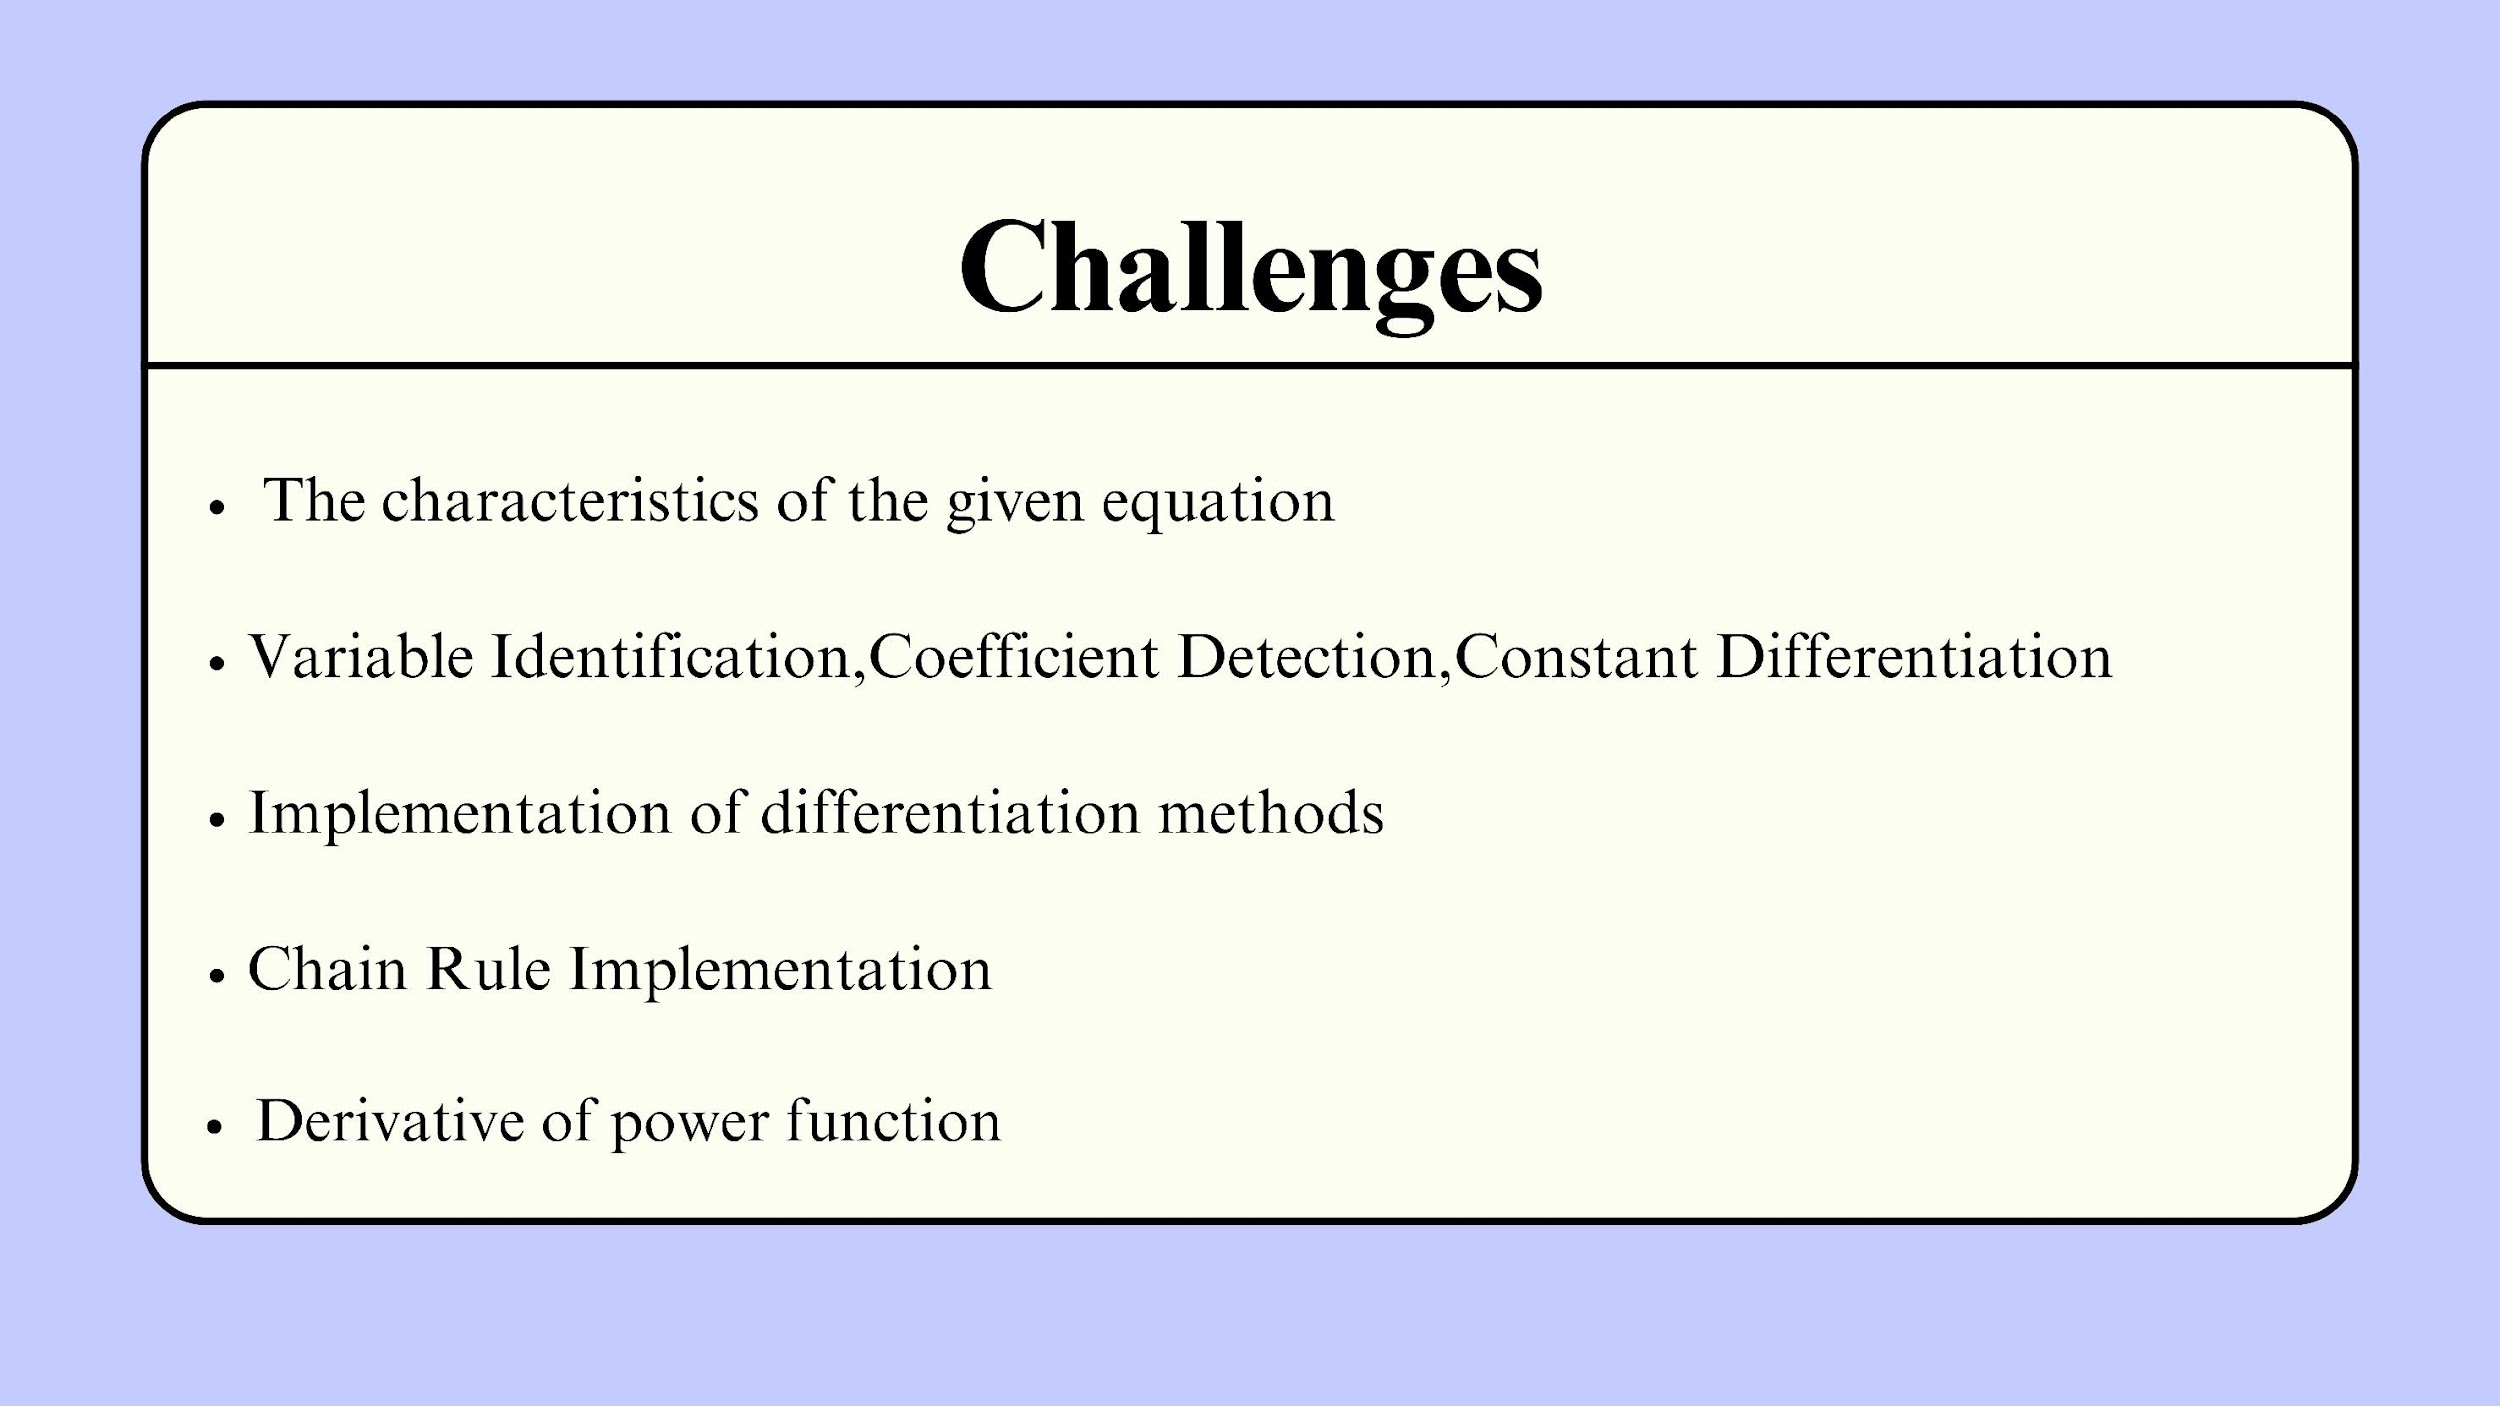 Challenges
• The characteristics of the given equation
• Variable Identification,Coefficient Detection,Constant Differentiation
• Implementation of differentiation methods
• Chain Rule Implementation
• Derivative of power function